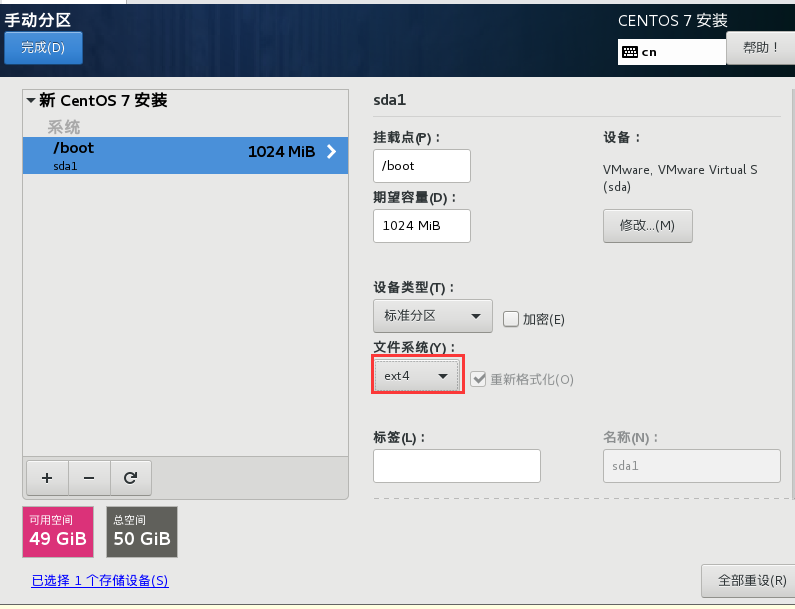 手动分区
CENTOS 7 安装
完成(D)
cn
帮助！
新 CentOS 7 安装
系统
/boot
1024 MiB
sda1
sda1
挂载点(P)：
/boot
期望容量(D)：
1024 MiB
设备：
VMware, VMware Virtual S
(sda)
修改...(M)
设备类型(T)：
标准分区
加密(E)
文件系统(Y)：
ext4
重新格式化(O)
标签(L)：
名称(N)：
sda1
可用空间
49 GiB
总空间
50 GiB
已选择 1 个存储设备(S)
全部重设(R)